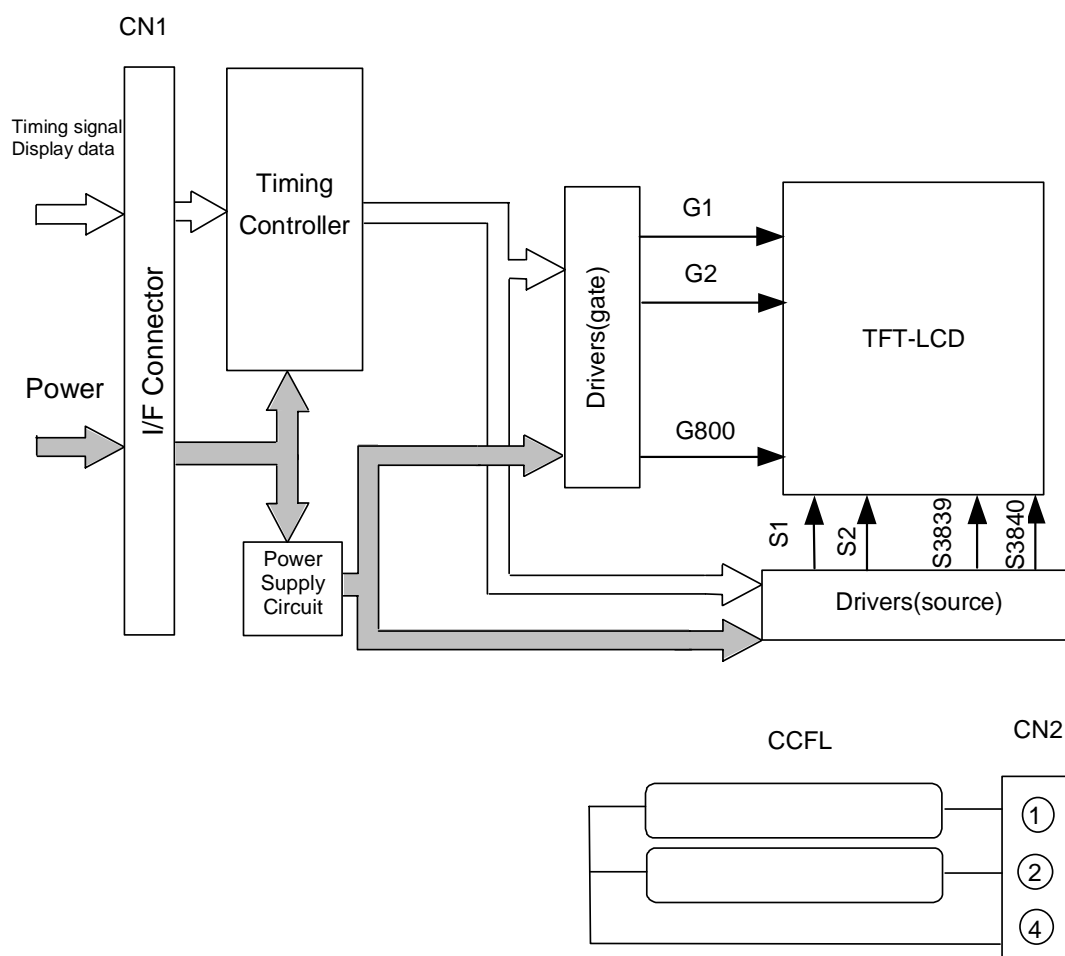 CN1
Timing signal
Display data
Timing
Controller
I/F Connector
Power
Power
Supply
Circuit
Drivers(gate)
G1
G2
G800
TFT-LCD
S1
S2
S3839
S3840
Drivers(source)
CCFL
CN2
1
2
4